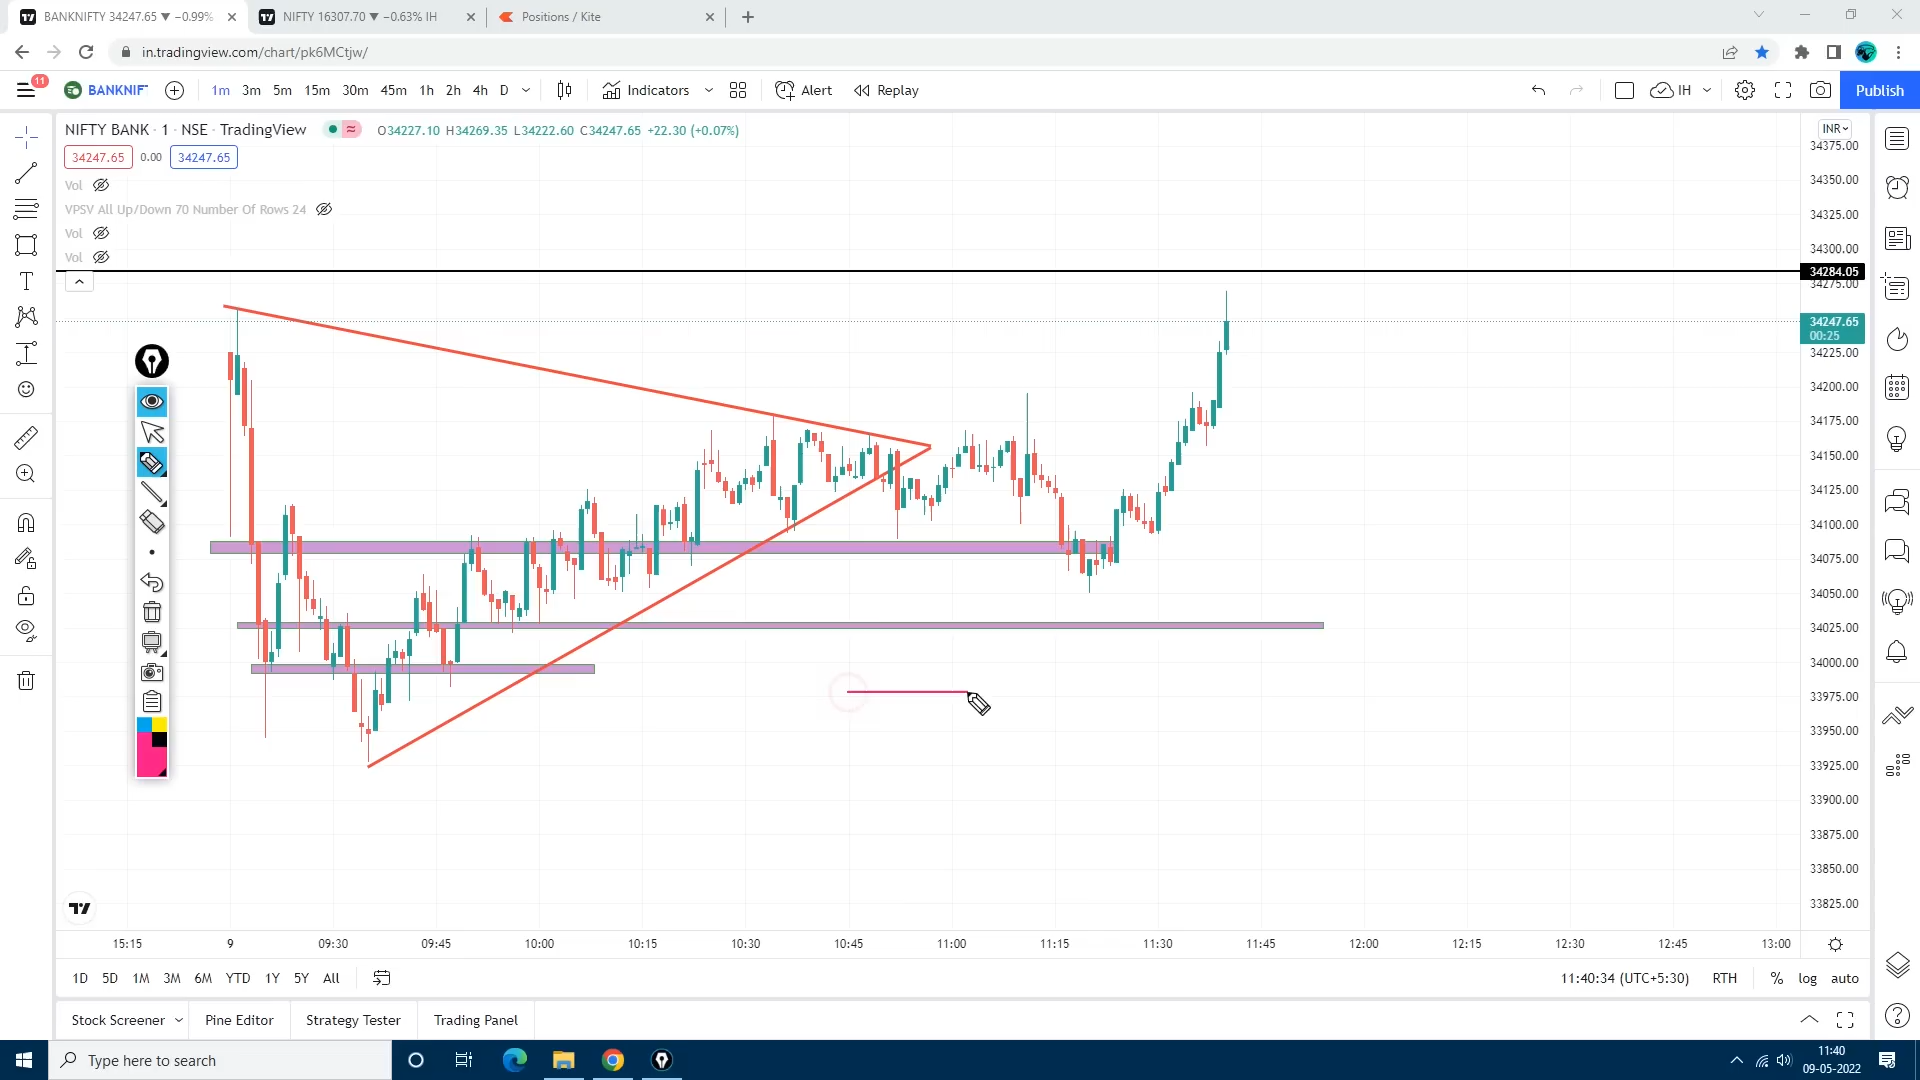 BANKNIFTY 34247.65 ▼ −0.99%
NIFTY 16307.70 ▼ −0.63% IH
Positions / Kite
in.tradingview.com/chart/pk6MCtjw/
11
BANKNIF
1m 3m 5m 15m 30m 45m 1h 2h 4h D
Indicators
Alert
Replay
IH
Publish
NIFTY BANK · 1 · NSE · TradingView
O34227.10 H34269.35 L34222.60 C34247.65 +22.30 (+0.07%)
34247.65 0.00 34247.65
Vol
VPSV All Up/Down 70 Number Of Rows 24
Vol
Vol
INR
34375.00
34350.00
34325.00
34300.00
34284.05
34275.00
34247.65
00:25
34225.00
34200.00
34175.00
34150.00
34125.00
34100.00
34075.00
34050.00
34025.00
34000.00
33975.00
33950.00
33925.00
33900.00
33875.00
33850.00
33825.00
15:15 9 09:30 09:45 10:00 10:15 10:30 10:45 11:00 11:15 11:30 11:45 12:00 12:15 12:30 12:45 13:00
1D 5D 1M 3M 6M YTD 1Y 5Y All
11:40:34 (UTC+5:30) RTH % log auto
Stock Screener Pine Editor Strategy Tester Trading Panel
Type here to search
11:40
09-05-2022